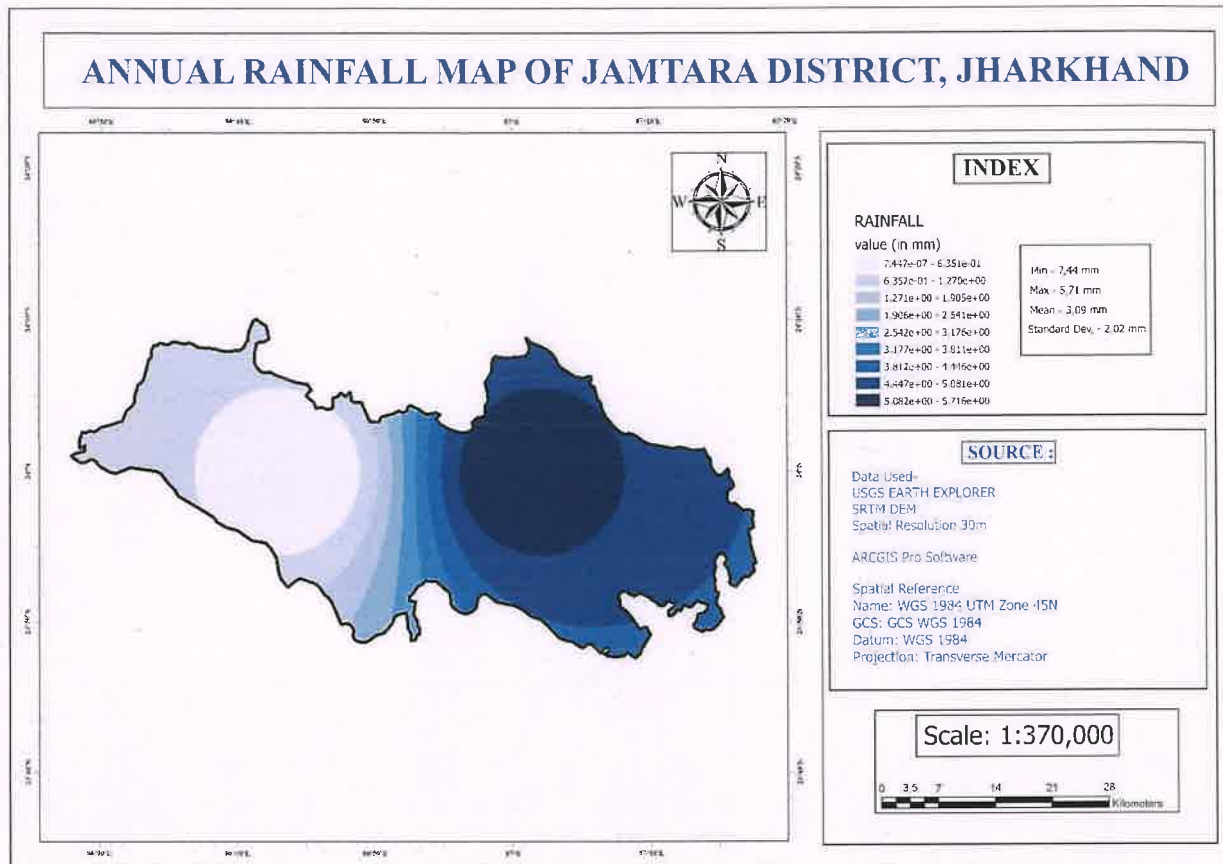 ANNUAL RAINFALL MAP OF JAMTARA DISTRICT, JHARKHAND
N
W E
S
INDEX
RAINFALL
value (in mm)
7.447e-07 - 6.351e-01
6.352e-01 - 1.270e+00
1.271e+00 - 1.905e+00
1.906e+00 - 2.541e+00
2.542e+00 - 3.176e+00
3.177e+00 - 3.811e+00
3.812e+00 - 4.446e+00
4.447e+00 - 5.081e+00
5.082e+00 - 5.716e+00
Min - 7,44 mm
Max - 5,71 mm
Mean - 3,09 mm
Standard Dev. - 2,02 mm
SOURCE :
Data Used-
USGS EARTH EXPLORER
SRTM DEM
Spatial Resolution 30m
ARCGIS Pro Software
Spatial Reference
Name: WGS 1984 UTM Zone 45N
GCS: GCS WGS 1984
Datum: WGS 1984
Projection: Transverse Mercator
Scale: 1:370,000
0 3.5 7 14 21 28
Kilometers